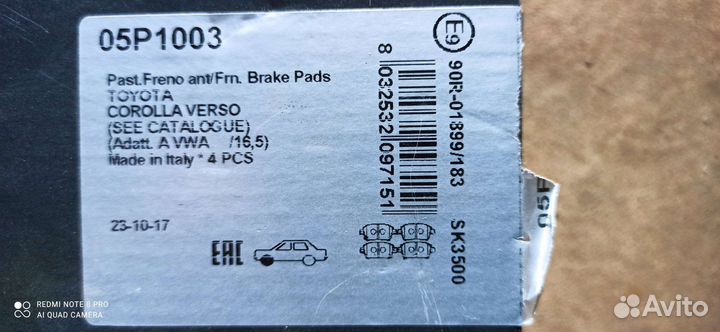 05P1003
Past.Freno ant/Frn. Brake Pads
TOYOTA
COROLLA VERSO
(SEE CATALOGUE)
(Adatt. A VWA /16,5)
Made in Italy * 4 PCS
23-10-17
EAC
8 032532 097151
E9
90R-01899/183
SK3500
REDMI NOTE 8 PRO
AI QUAD CAMERA
Avito